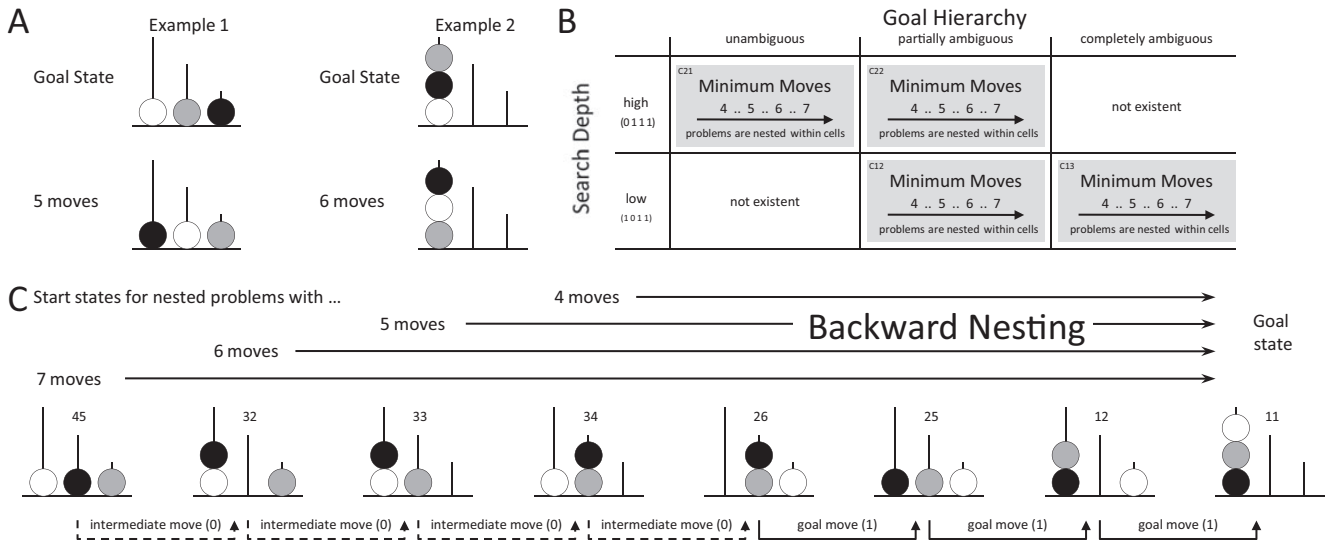 A
Example 1
Example 2
Goal State
Goal State
5 moves
6 moves
B
Goal Hierarchy
unambiguous
partially ambiguous
completely ambiguous
Search Depth
high
(0 1 1 1)
C21
Minimum Moves
4 .. 5 .. 6 .. 7
problems are nested within cells
C22
Minimum Moves
4 .. 5 .. 6 .. 7
problems are nested within cells
not existent
low
(1 0 1 1)
not existent
C12
Minimum Moves
4 .. 5 .. 6 .. 7
problems are nested within cells
C13
Minimum Moves
4 .. 5 .. 6 .. 7
problems are nested within cells
C
Start states for nested problems with ...
4 moves
5 moves
Backward Nesting
6 moves
7 moves
Goal
state
45
32
33
34
26
25
12
11
intermediate move (0)
intermediate move (0)
intermediate move (0)
intermediate move (0)
goal move (1)
goal move (1)
goal move (1)